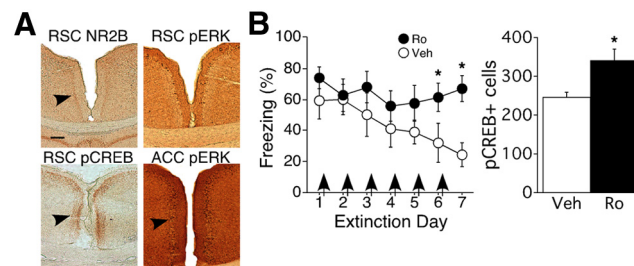 A
RSC NR2B
RSC pERK
RSC pCREB
ACC pERK
B
Ro
Veh
Freezing (%)
100
80
60
40
20
0
* *
1 2 3 4 5 6 7
Extinction Day
pCREB+ cells
400
300
200
100
0
*
Veh Ro